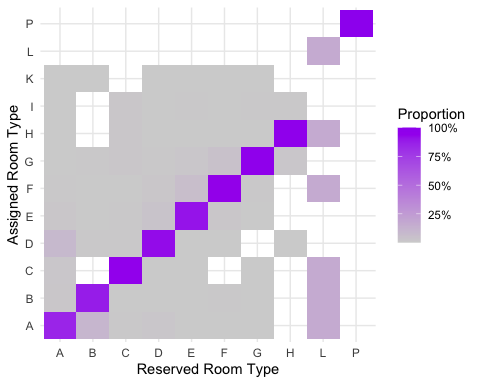 P
L
K
I
H
G
F
E
D
C
B
A
Assigned Room Type
A B C D E F G H L P
Reserved Room Type
Proportion
100%
75%
50%
25%